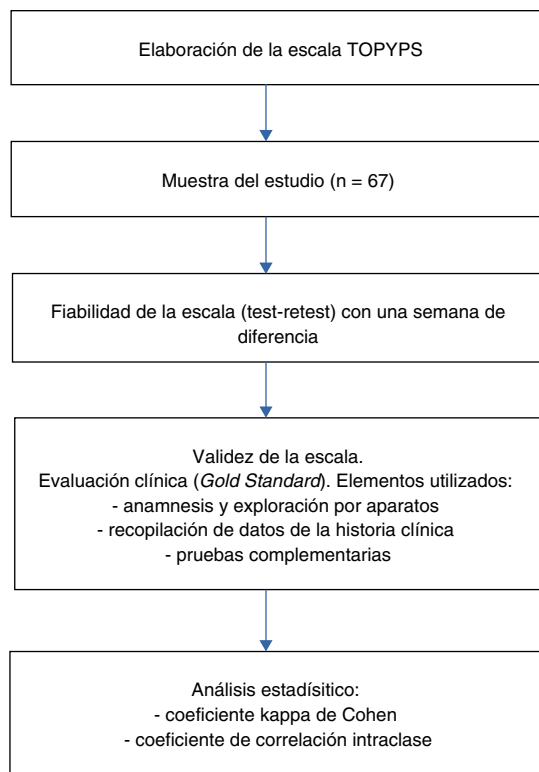 Elaboración de la escala TOPYPS
Muestra del estudio (n = 67)
Fiabilidad de la escala (test-retest) con una semana de
diferencia
Validez de la escala.
Evaluación clínica (Gold Standard). Elementos utilizados:
- anamnesis y exploración por aparatos
- recopilación de datos de la historia clínica
- pruebas complementarias
Análisis estadísitico:
- coeficiente kappa de Cohen
- coeficiente de correlación intraclase